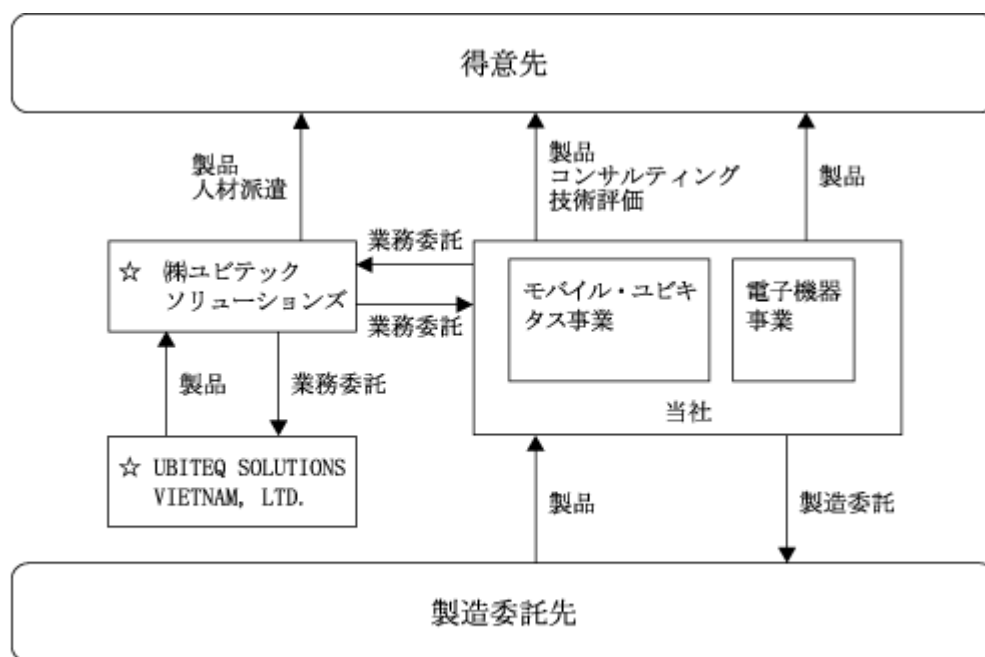 得意先
製品
人材派遣
製品
コンサルティング
技術評価
製品
業務委託
☆ ㈱ユビテック
ソリューションズ
業務委託
モバイル・ユビキ
タス事業
電子機器
事業
当社
製品
業務委託
☆ UBITEQ SOLUTIONS
VIETNAM, LTD.
製品
製造委託
製造委託先